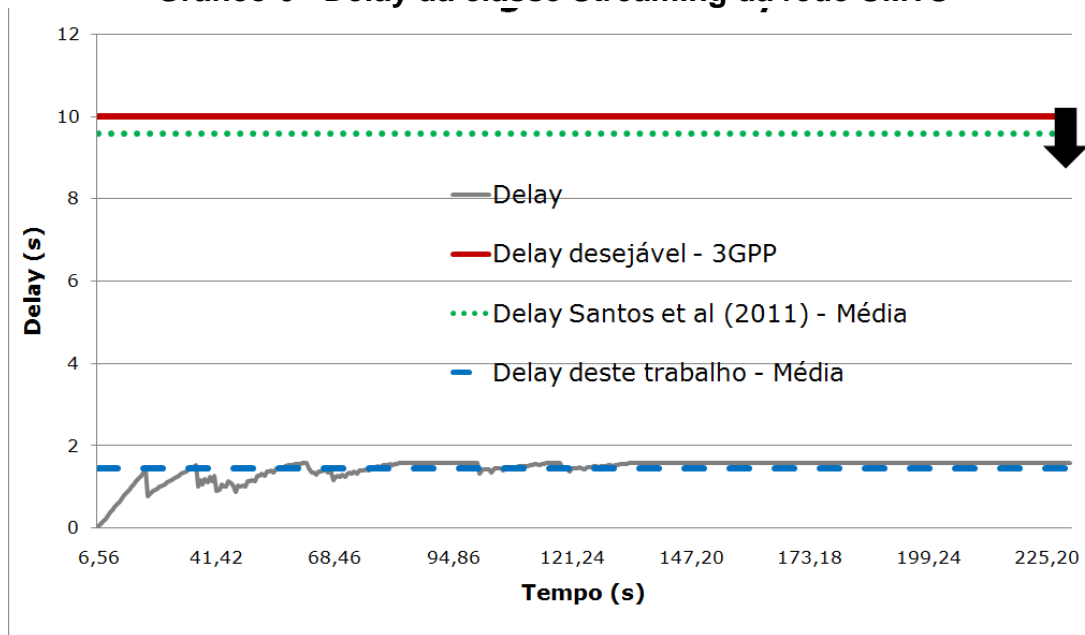 12
10
8
6
4
2
0
Delay (s)
Delay
Delay desejável - 3GPP
Delay Santos et al (2011) - Média
Delay deste trabalho - Média
6,56 41,42 68,46 94,86 121,24 147,20 173,18 199,24 225,20
Tempo (s)